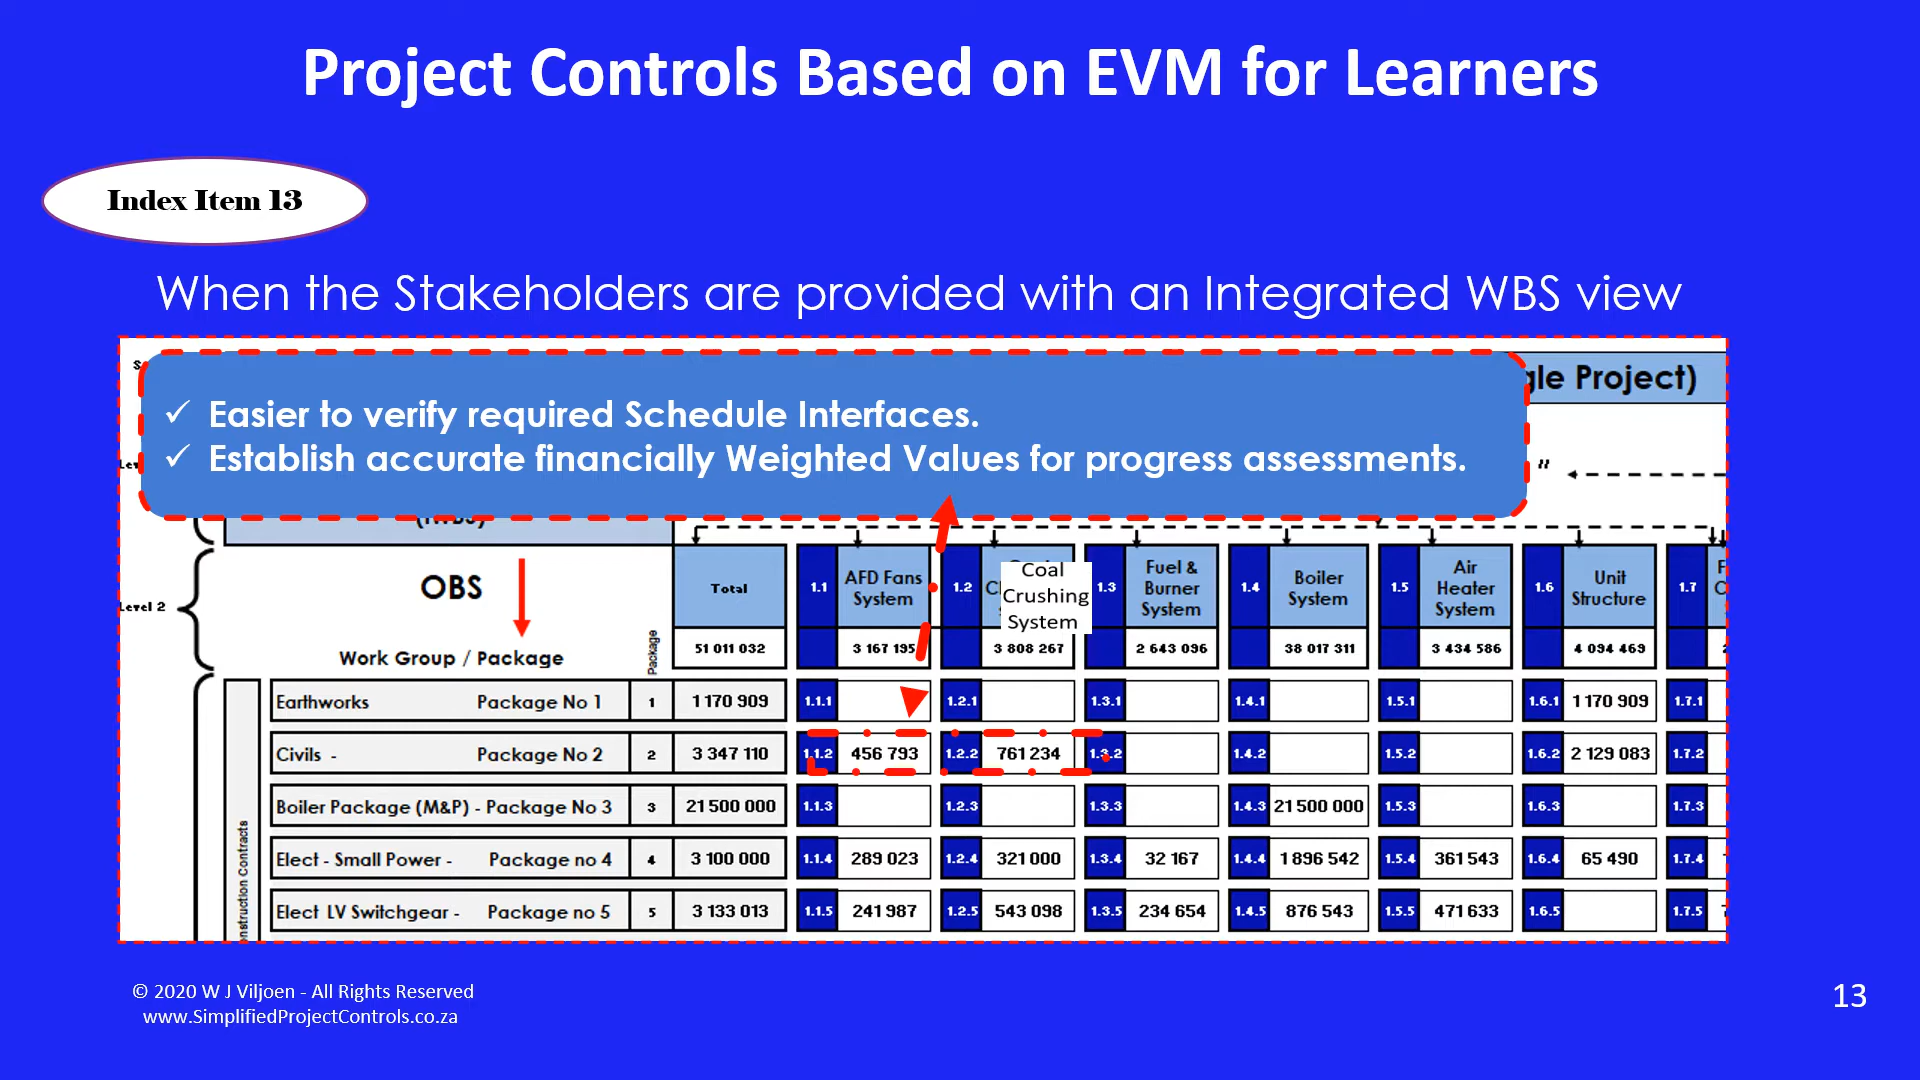 Project Controls Based on EVM for Learners
Index Item 13
When the Stakeholders are provided with an Integrated WBS view
gle Project)
✓ Easier to verify required Schedule Interfaces.
✓ Establish accurate financially Weighted Values for progress assessments.
"
(IWBS)
OBS
Level 2
Work Group / Package
Package
Total
1.1 AFD Fans System
1.2 Coal Crushing System
1.3 Fuel & Burner System
1.4 Boiler System
1.5 Air Heater System
1.6 Unit Structure
1.7
51 011 032 3 167 195 3 808 267 2 643 096 38 017 311 3 434 586 4 094 469
Earthworks Package No 1 1 1 170 909 1.1.1 1.2.1 1.3.1 1.4.1 1.5.1 1.6.1 1 170 909 1.7.1
Civils - Package No 2 2 3 347 110 1.1.2 456 793 1.2.2 761 234 1.3.2 1.4.2 1.5.2 1.6.2 2 129 083 1.7.2
Boiler Package (M&P) - Package No 3 3 21 500 000 1.1.3 1.2.3 1.3.3 1.4.3 21 500 000 1.5.3 1.6.3 1.7.3
Elect - Small Power - Package no 4 4 3 100 000 1.1.4 289 023 1.2.4 321 000 1.3.4 32 167 1.4.4 1 896 542 1.5.4 361 543 1.6.4 65 490 1.7.4
Elect LV Switchgear - Package no 5 5 3 133 013 1.1.5 241 987 1.2.5 543 098 1.3.5 234 654 1.4.5 876 543 1.5.5 471 633 1.6.5 1.7.5
onstruction Contracts
© 2020 W J Viljoen - All Rights Reserved
www.SimplifiedProjectControls.co.za
13